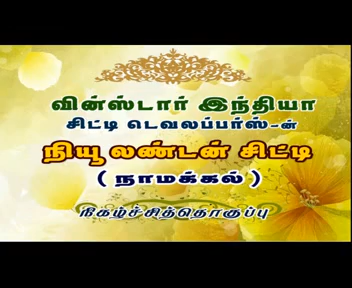 வின்ஸ்டார் இந்தியா
சிட்டி டெவலப்பர்ஸ்-ன்
நியூ லண்டன் சிட்டி
( நாமக்கல் )
நிகழ்ச்சித்தொகுப்பு